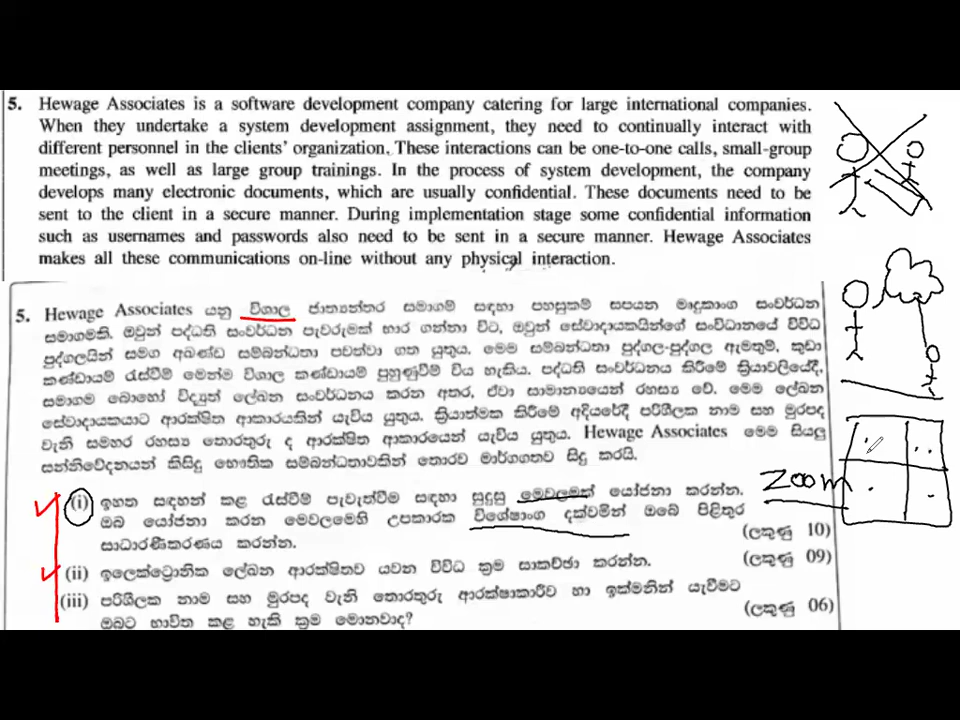 5. Hewage Associates is a software development company catering for large international companies.
When they undertake a system development assignment, they need to continually interact with
different personnel in the clients' organization. These interactions can be one-to-one calls, small-group
meetings, as well as large group trainings. In the process of system development, the company
develops many electronic documents, which are usually confidential. These documents need to be
sent to the client in a secure manner. During implementation stage some confidential information
such as usernames and passwords also need to be sent in a secure manner. Hewage Associates
makes all these communications on-line without any physical interaction.
5. Hewage Associates යනු විශාල ජාත්‍යන්තර සමාගම් සඳහා පහසුකම් සපයන මෘදුකාංග සංවර්ධන
සමාගමකි. ඔවුන් පද්ධති සංවර්ධන පැවරුමක් භාර ගන්නා විට, ඔවුන් සේවාදායකයින්ගේ සංවිධානයේ විවිධ
පුද්ගලයින් සමග අඛණ්ඩ සම්බන්ධතා පවත්වා ගත යුතුය. මෙම සම්බන්ධතා පුද්ගල-පුද්ගල ඇමතුම්, කුඩා
කණ්ඩායම් රැස්වීම් මෙන්ම විශාල කණ්ඩායම් පුහුණුවීම් විය හැකිය. පද්ධති සංවර්ධනය කිරීමේ ක්‍රියාවලියේදී,
සමාගම බොහෝ විද්‍යුත් ලේඛන සංවර්ධනය කරන අතර, ඒවා සාමාන්‍යයෙන් රහස්‍ය වේ. මෙම ලේඛන
සේවාදායකයාට ආරක්ෂිත ආකාරයකින් යැවිය යුතුය. ක්‍රියාත්මක කිරීමේ අදියරේදී පරිශීලක නාම සහ මුරපද
වැනි සමහර රහස්‍ය තොරතුරු ද ආරක්ෂිත ආකාරයෙන් යැවිය යුතුය. Hewage Associates මෙම සියලු
සන්නිවේදනයන් කිසිදු භෞතික සම්බන්ධතාවකින් තොරව මාර්ගගතව සිදු කරයි.
Zoom
(i) ඉහත සඳහන් කළ රැස්වීම් පැවැත්වීම සඳහා සුදුසු මෙවලමක් යෝජනා කරන්න.
ඔබ යෝජනා කරන මෙවලමෙහි උපකාරක විශේෂාංග දක්වමින් ඔබේ පිළිතුර
සාධාරණීකරණය කරන්න. (ලකුණු 10)
(ii) ඉලෙක්ට්‍රොනික ලේඛන ආරක්ෂිතව යවන විවිධ ක්‍රම සාකච්ඡා කරන්න. (ලකුණු 09)
(iii) පරිශීලක නාම සහ මුරපද වැනි තොරතුරු ආරක්ෂාකාරීව හා ඉක්මනින් යැවීමට
ඔබට භාවිත කළ හැකි ක්‍රම මොනවාද? (ලකුණු 06)